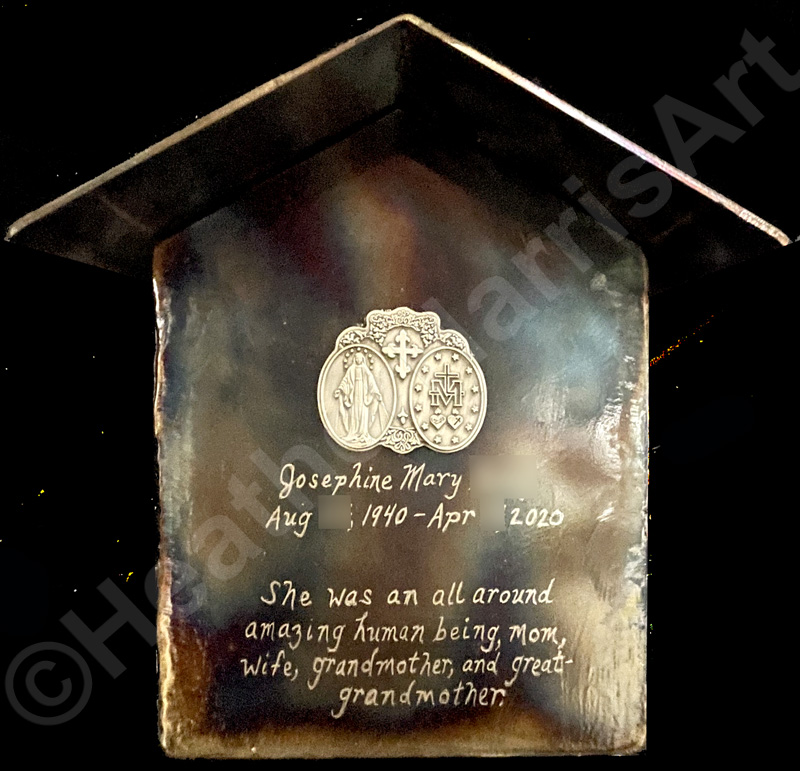 Josephine Mary
Aug , 1940 - Apr 2020
She was an all around
amazing human being, mom,
wife, grandmother, and great-
grandmother.
M
©HeatherHarrisArt